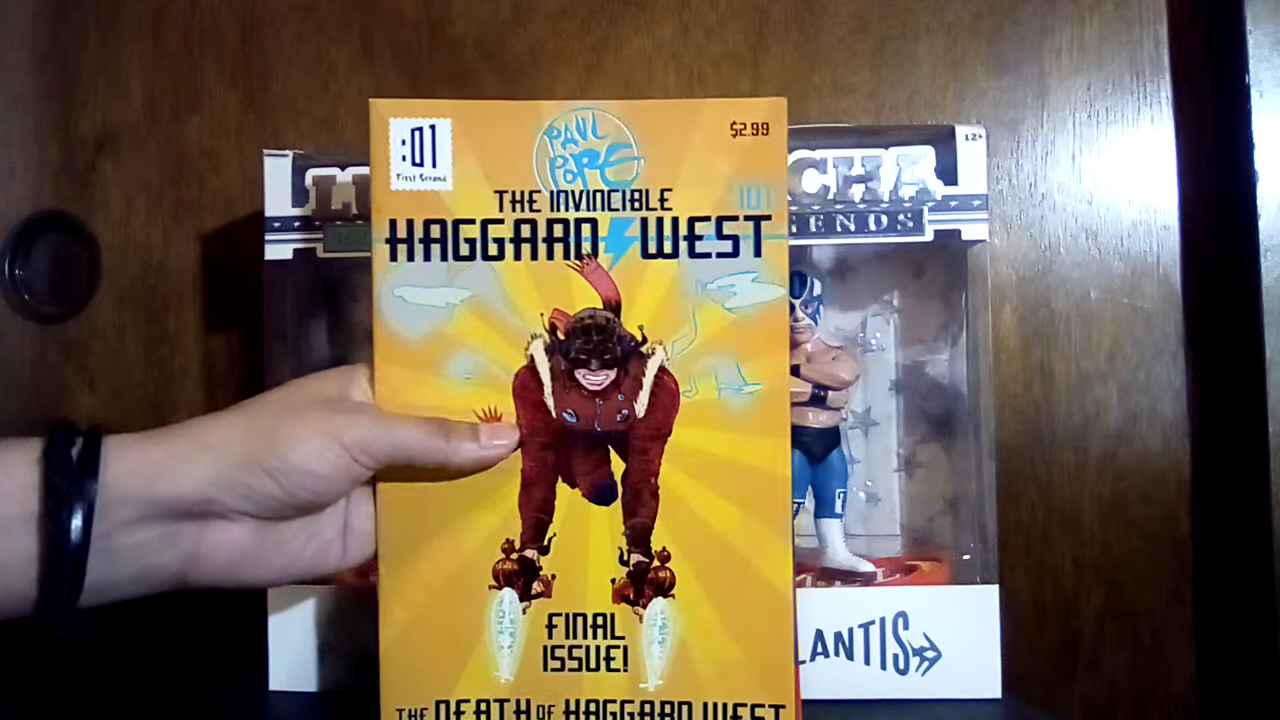 :01
First Second
PAUL
POPE
$2.99
THE INVINCIBLE
101
HAGGARD WEST
FINAL
ISSUE!
THE DEATH OF HAGGARD WEST
12+
CHA
ENDS
LANTIS